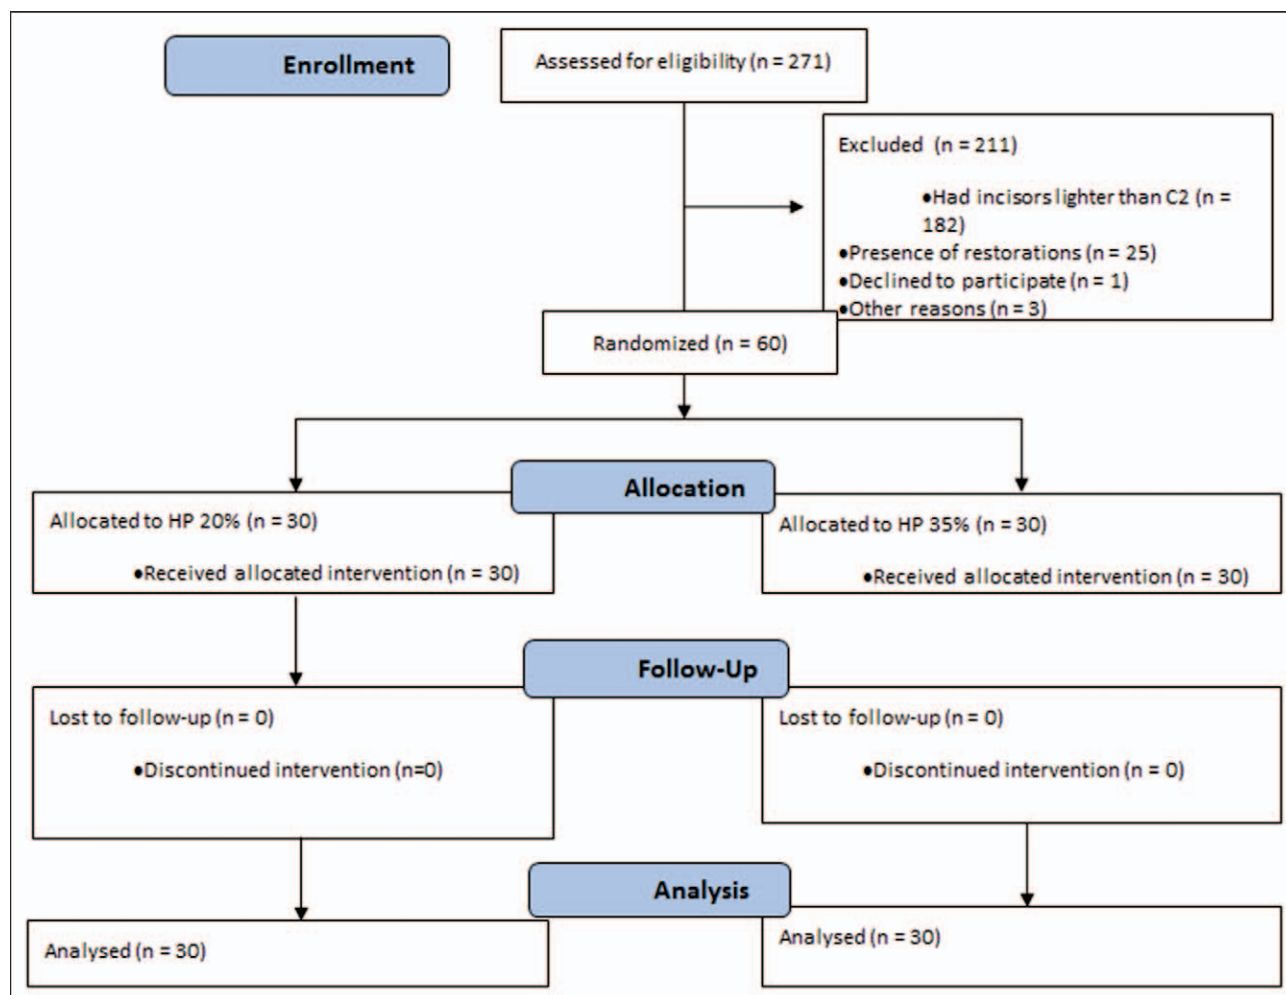 Enrollment
Assessed for eligibility (n = 271)
Excluded (n = 211)
●Had incisors lighter than C2 (n =
182)
●Presence of restorations (n = 25)
●Declined to participate (n = 1)
●Other reasons (n = 3)
Randomized (n = 60)
Allocation
Allocated to HP 20% (n = 30)
●Received allocated intervention (n = 30)
Allocated to HP 35% (n = 30)
●Received allocated intervention (n = 30)
Follow-Up
Lost to follow-up (n = 0)
●Discontinued intervention (n=0)
Lost to follow-up (n = 0)
●Discontinued intervention (n = 0)
Analysis
Analysed (n = 30)
Analysed (n = 30)